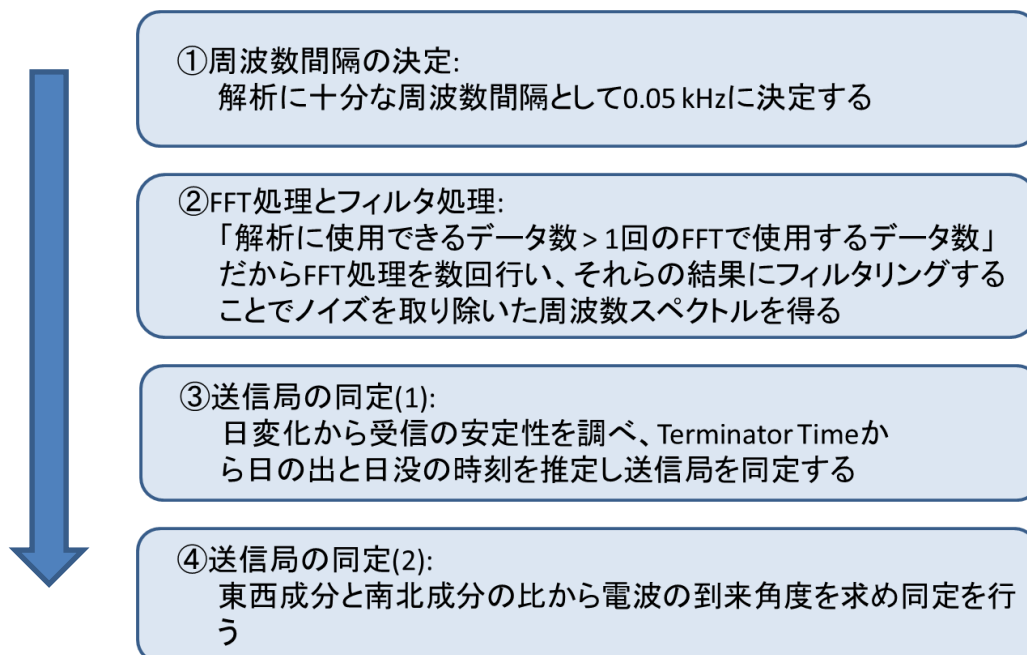 ①周波数間隔の決定:
解析に十分な周波数間隔として0.05 kHzに決定する
②FFT処理とフィルタ処理:
「解析に使用できるデータ数 > 1回のFFTで使用するデータ数」
だからFFT処理を数回行い、それらの結果にフィルタリングする
ことでノイズを取り除いた周波数スペクトルを得る
③送信局の同定(1):
日変化から受信の安定性を調べ、Terminator Timeか
ら日の出と日没の時刻を推定し送信局を同定する
④送信局の同定(2):
東西成分と南北成分の比から電波の到来角度を求め同定を行
う